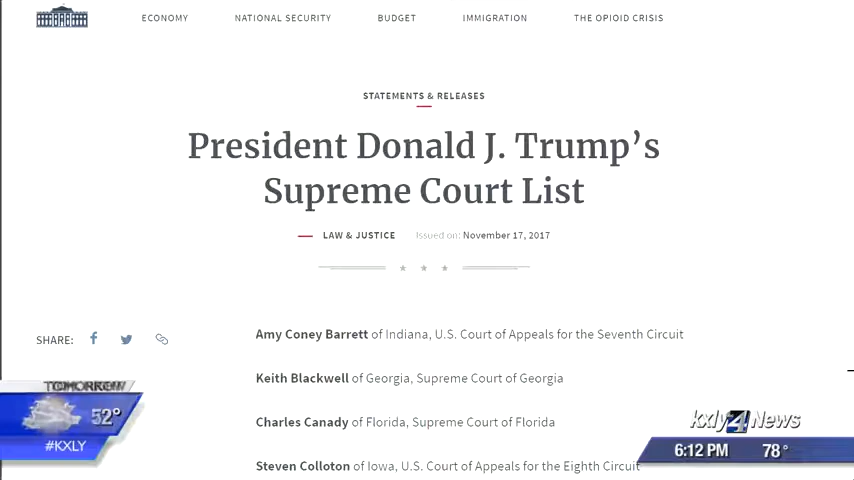 ECONOMY NATIONAL SECURITY BUDGET IMMIGRATION THE OPIOID CRISIS
STATEMENTS & RELEASES
President Donald J. Trump’s
Supreme Court List
LAW & JUSTICE Issued on: November 17, 2017
SHARE:
Amy Coney Barrett of Indiana, U.S. Court of Appeals for the Seventh Circuit
Keith Blackwell of Georgia, Supreme Court of Georgia
Charles Canady of Florida, Supreme Court of Florida
Steven Colloton of Iowa, U.S. Court of Appeals for the Eighth Circuit
TOMORROW
52°
#KXLY
kxly 4 News
6:12 PM 78°